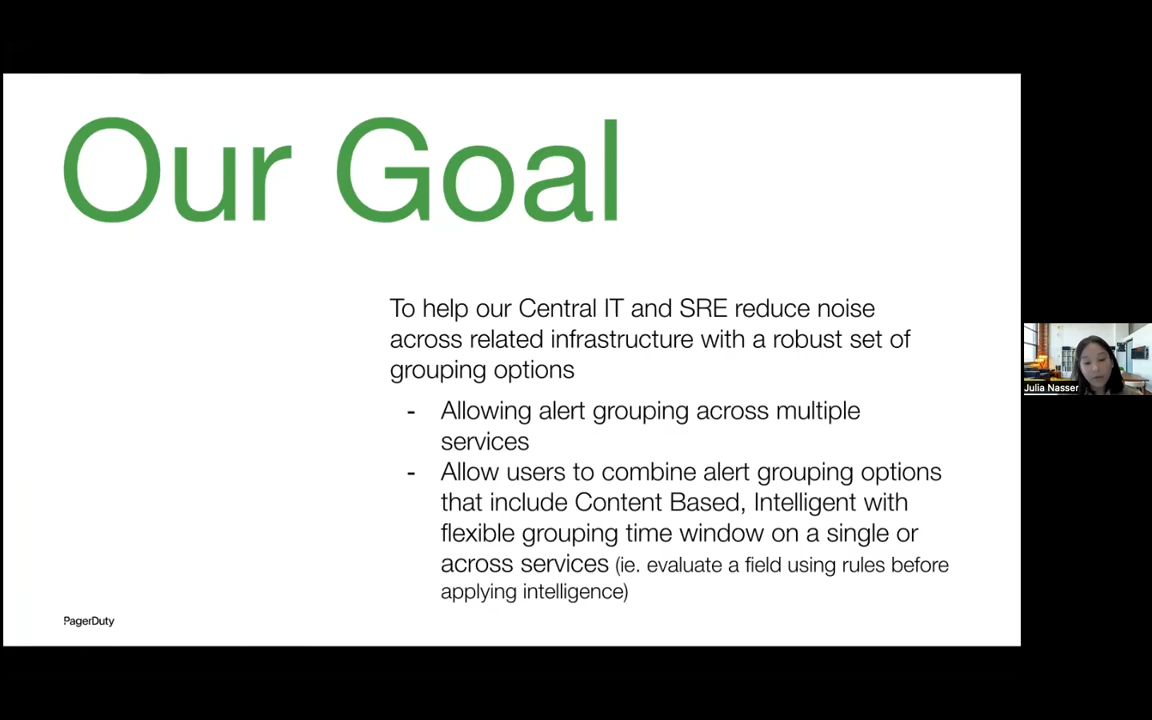 Our Goal
To help our Central IT and SRE reduce noise
across related infrastructure with a robust set of
grouping options
- Allowing alert grouping across multiple
services
- Allow users to combine alert grouping options
that include Content Based, Intelligent with
flexible grouping time window on a single or
across services (ie. evaluate a field using rules before
applying intelligence)
PagerDuty
Julia Nasser